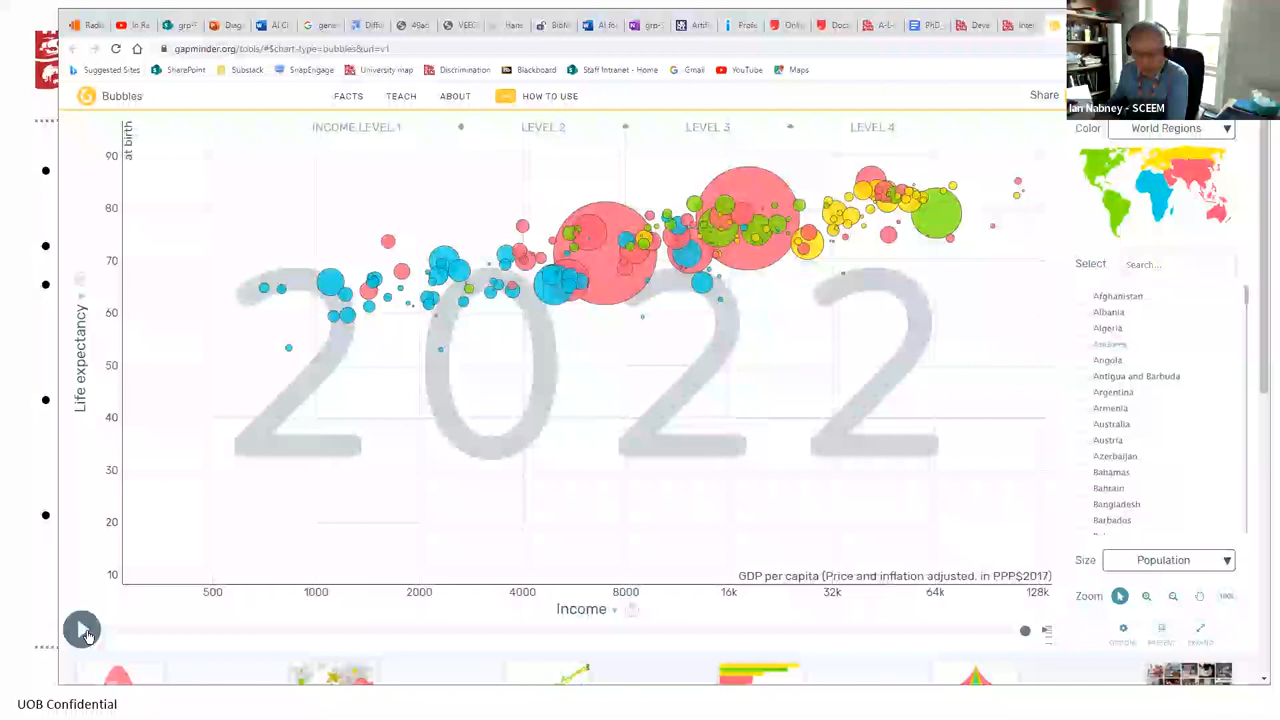 gapminder.org/tools/#$chart-type=bubbles&url=v1
Suggested Sites SharePoint Substack SnapEngage University map Discrimination Blackboard Staff Intranet - Home Gmail YouTube Maps
Ian Nabney - SCEEM
Bubbles FACTS TEACH ABOUT HOW TO USE Share
at birth
INCOME LEVEL 1 LEVEL 2 LEVEL 3 LEVEL 4
Color World Regions
90
80
70
60
50
40
30
20
10
Life expectancy
2022
Select Search...
Afghanistan
Albania
Algeria
Angola
Antigua and Barbuda
Argentina
Armenia
Australia
Austria
Azerbaijan
Bahamas
Bahrain
Bangladesh
Barbados
Size Population
GDP per capita (Price and inflation adjusted, in PPP$2017)
500 1000 2000 4000 8000 16k 32k 64k 128k
Income
Zoom 100%
OPTIONS PRESENT EXPAND
UOB Confidential